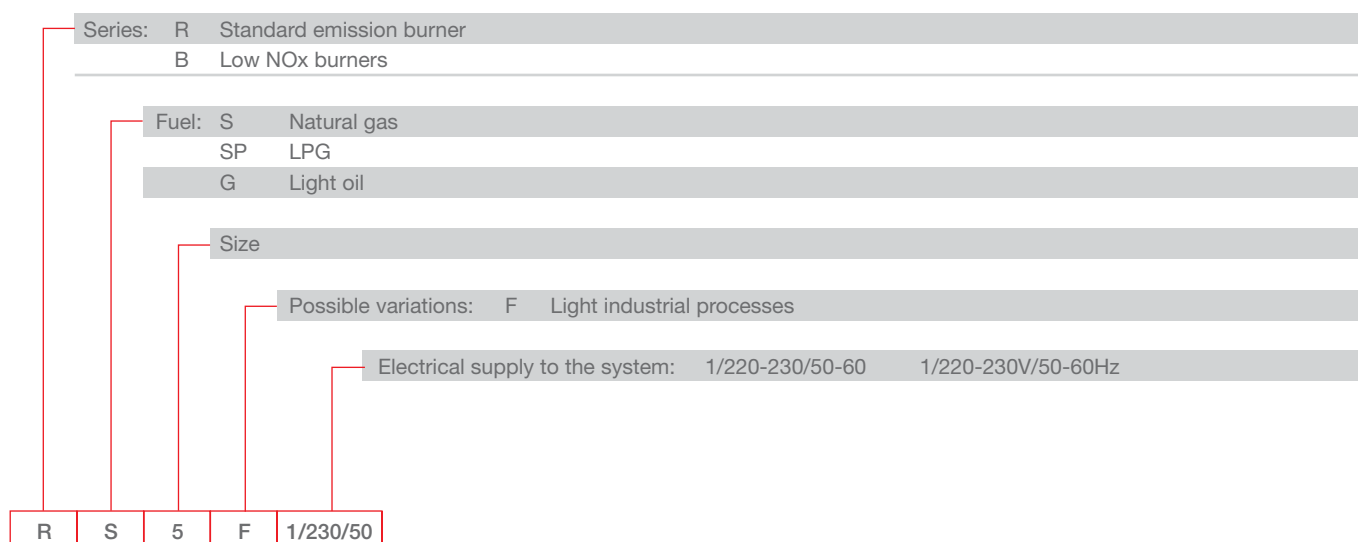 Series: R Standard emission burner
B Low NOx burners
Fuel: S Natural gas
SP LPG
G Light oil
Size
Possible variations: F Light industrial processes
Electrical supply to the system: 1/220-230/50-60 1/220-230V/50-60Hz
R S 5 F 1/230/50